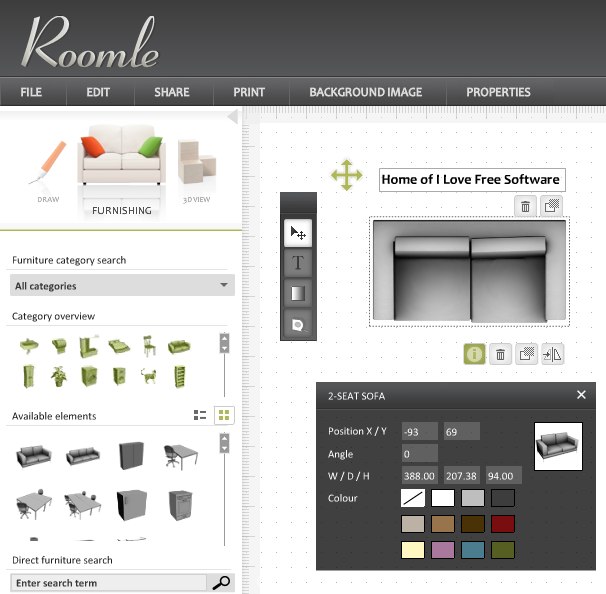 Roomle
FILE EDIT SHARE PRINT BACKGROUND IMAGE PROPERTIES
DRAW
FURNISHING
3D VIEW
Furniture category search
All categories
Category overview
Available elements
Direct furniture search
Enter search term
Home of I Love Free Software
T
2-SEAT SOFA
Position X / Y -93 69
Angle 0
W / D / H 388.00 207.38 94.00
Colour